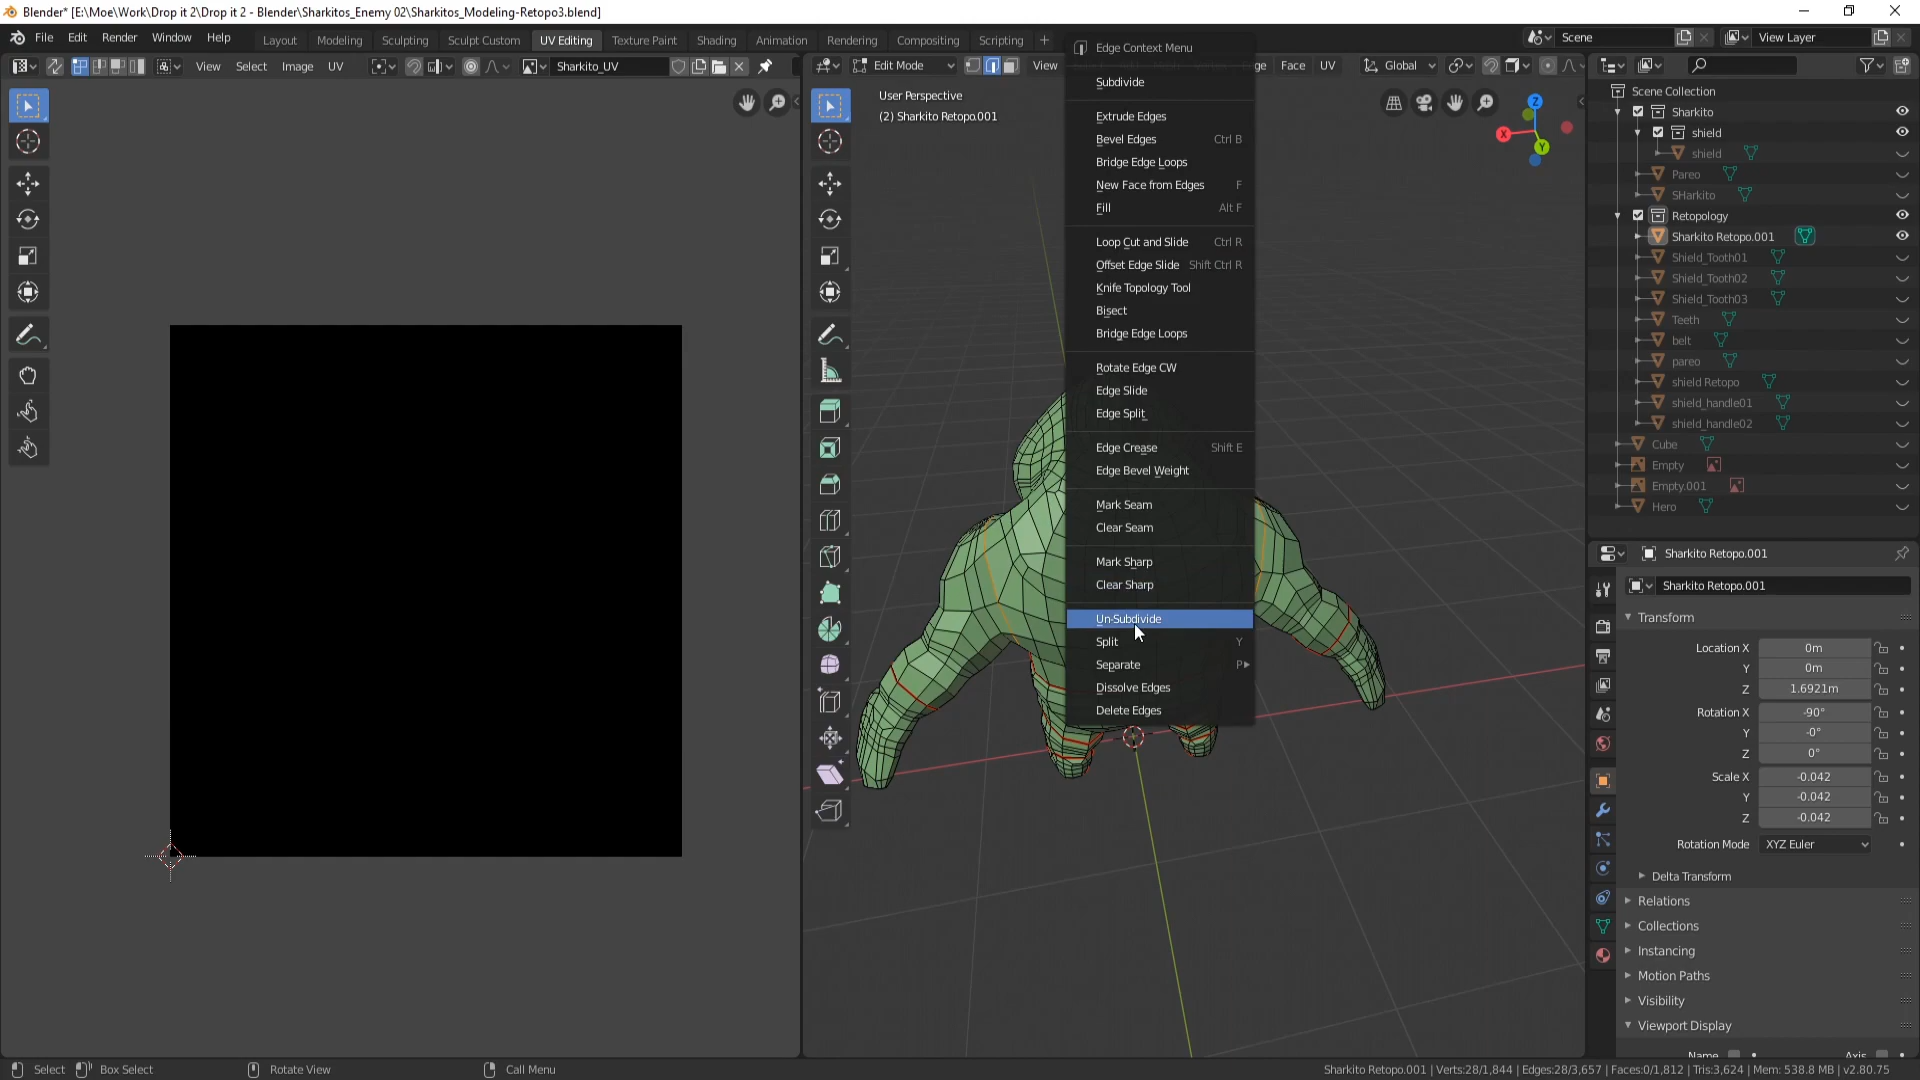 Blender* [E:\Moe\Work\Drop it 2\Drop it 2 - Blender\Sharkitos_Enemy 02\Sharkitos_Modeling-Retopo3.blend]
File Edit Render Window Help Layout Modeling Sculpting Sculpt Custom UV Editing Texture Paint Shading Animation Rendering Compositing Scripting + Scene View Layer
View Select Image UV Sharkito_UV Edit Mode View Face UV Global
Edge Context Menu
Subdivide
Extrude Edges
Bevel Edges Ctrl B
Bridge Edge Loops
New Face from Edges F
Fill Alt F
Loop Cut and Slide Ctrl R
Offset Edge Slide Shift Ctrl R
Knife Topology Tool
Bisect
Bridge Edge Loops
Rotate Edge CW
Edge Slide
Edge Split
Edge Crease Shift E
Edge Bevel Weight
Mark Seam
Clear Seam
Mark Sharp
Clear Sharp
Un-Subdivide
Split Y
Separate P
Dissolve Edges
Delete Edges
User Perspective
(2) Sharkito Retopo.001
Z
X
Y
Scene Collection
Sharkito
shield
shield
Pareo
SHarkito
Retopology
Sharkito Retopo.001
Shield_Tooth01
Shield_Tooth02
Shield_Tooth03
Teeth
belt
pareo
shield Retopo
shield_handle01
shield_handle02
Cube
Empty
Empty.001
Hero
Sharkito Retopo.001
Sharkito Retopo.001
Transform
Location X 0m
Y 0m
Z 1.6921m
Rotation X -90°
Y -0°
Z 0°
Scale X -0.042
Y -0.042
Z -0.042
Rotation Mode XYZ Euler
Delta Transform
Relations
Collections
Instancing
Motion Paths
Visibility
Viewport Display
Name Axis
Select Box Select Rotate View Call Menu
Sharkito Retopo.001 | Verts:28/1,844 | Edges:28/3,657 | Faces:0/1,812 | Tris:3,624 | Mem: 538.8 MB | v2.80.75